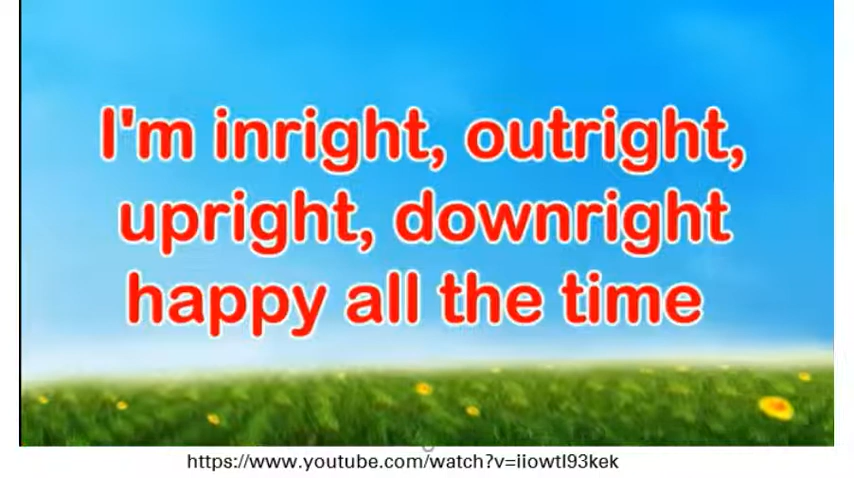 I'm inright, outright,
upright, downright
happy all the time
https://www.youtube.com/watch?v=iiowtl93kek